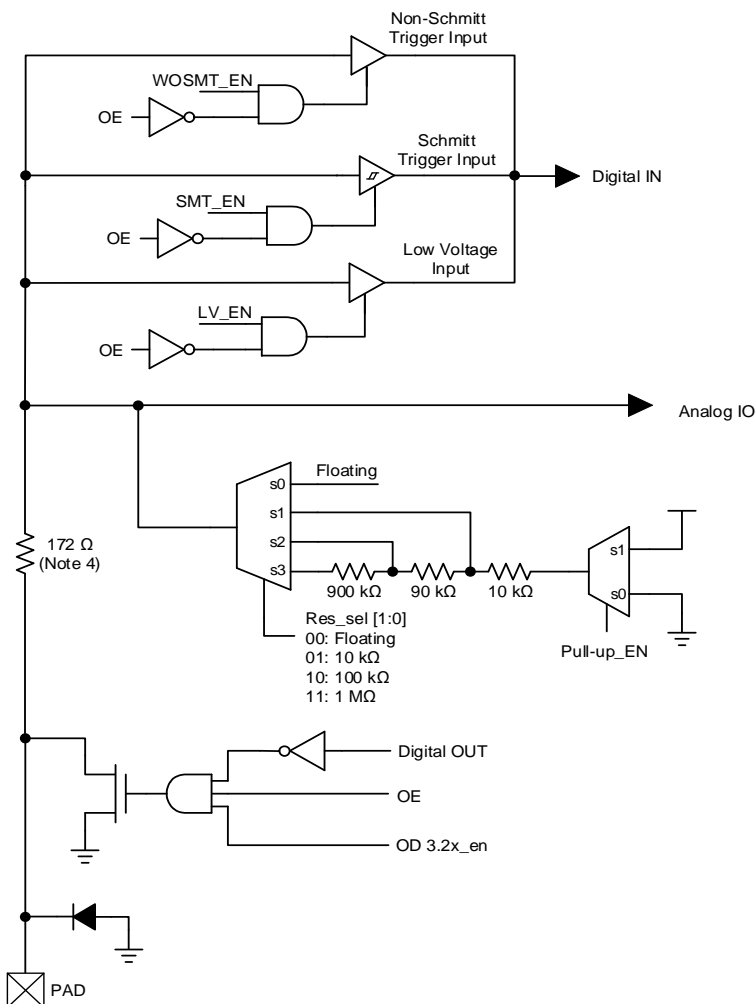 Non-Schmitt
Trigger Input
WOSMT_EN
OE
Schmitt
Trigger Input
Digital IN
SMT_EN
OE
Low Voltage
Input
LV_EN
OE
Analog IO
Floating
s0
s1
s2
s3
172 Ω
(Note 4)
900 kΩ
90 kΩ
10 kΩ
s1
s0
Res_sel [1:0]
00: Floating
01: 10 kΩ
10: 100 kΩ
11: 1 MΩ
Pull-up_EN
Digital OUT
OE
OD 3.2x_en
PAD